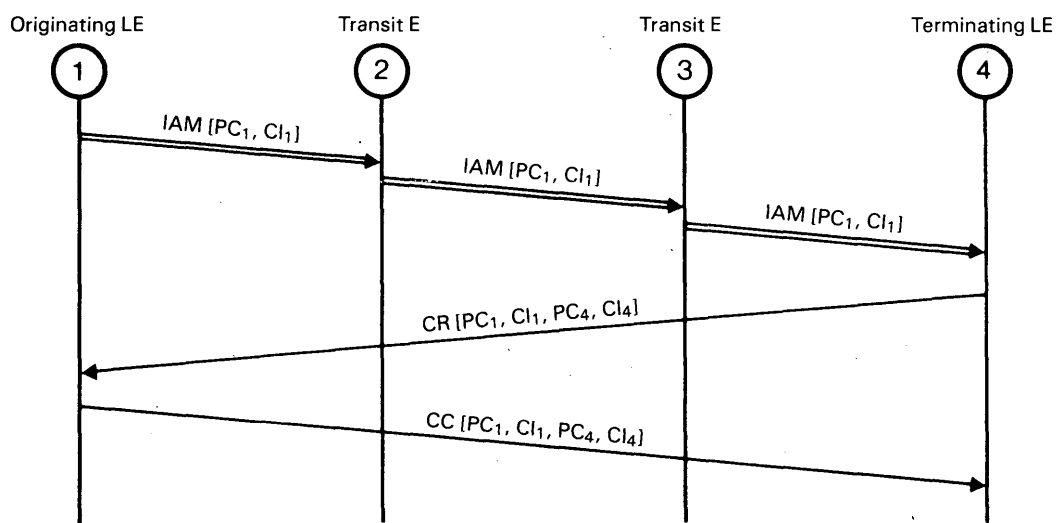 Originating LE
Transit E
Transit E
Terminating LE
1
2
3
4
IAM [PC₁, CI₁]
IAM [PC₁, CI₁]
IAM [PC₁, CI₁]
CR [PC₁, CI₁, PC₄, CI₄]
CC [PC₁, CI₁, PC₄, CI₄]